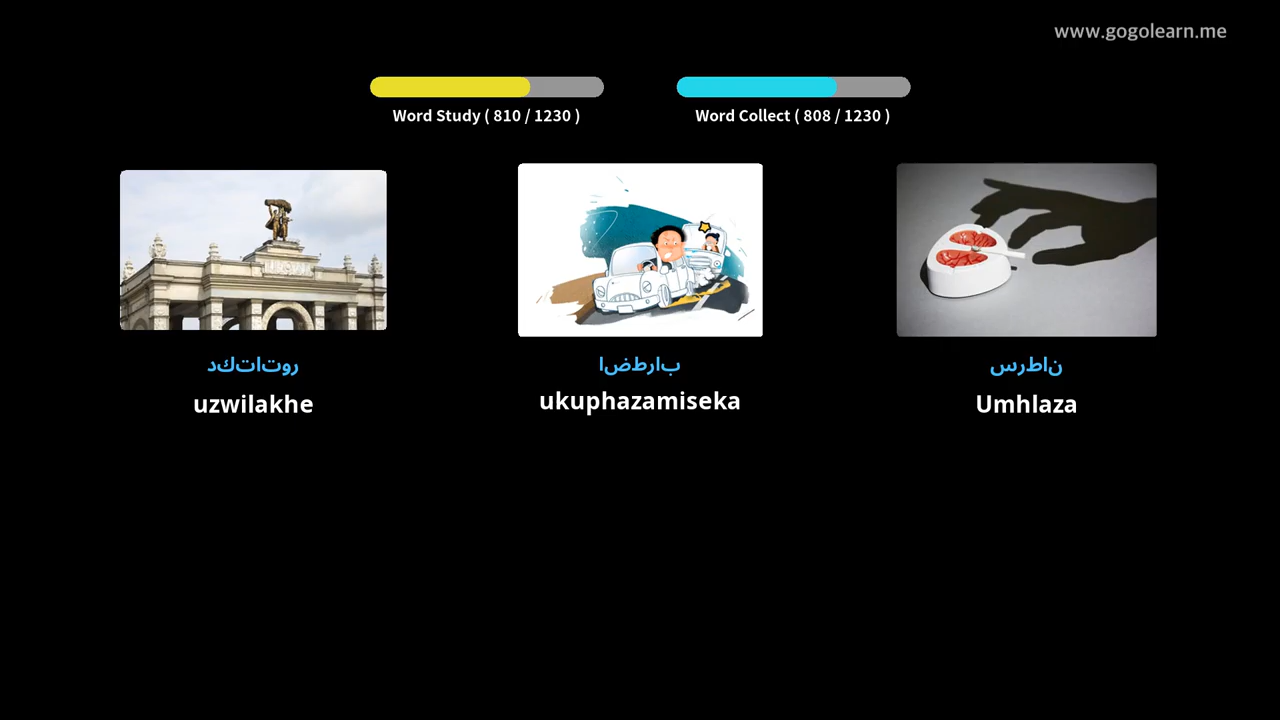 www.gogolearn.me
Word Study ( 810 / 1230 )
Word Collect ( 808 / 1230 )
دكتاتور
uzwilakhe
اضطراب
ukuphazamiseka
سرطان
Umhlaza